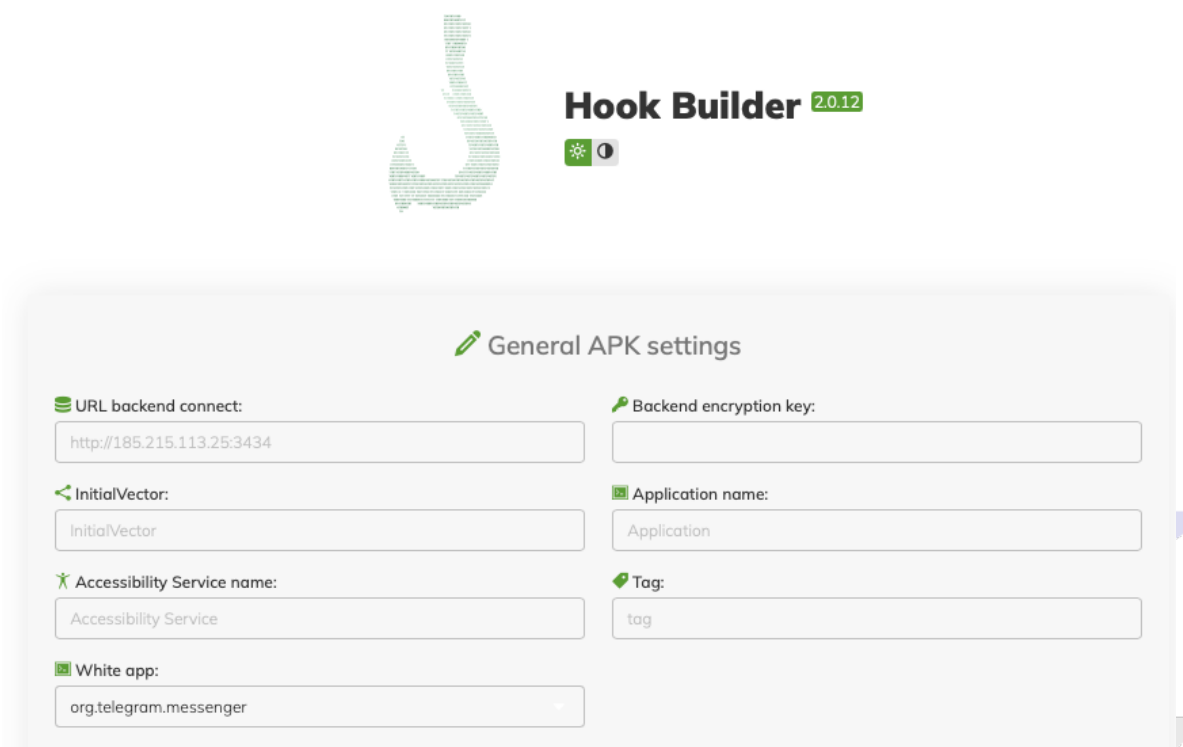 Hook Builder 2.0.12
General APK settings
URL backend connect:
Backend encryption key:
http://185.215.113.25:3434
InitialVector:
Application name:
InitialVector
Application
Accessibility Service name:
Tag:
Accessibility Service
tag
White app:
org.telegram.messenger